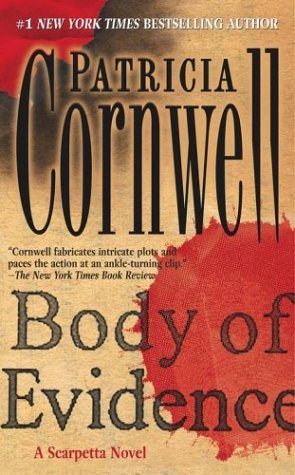 #1 NEW YORK TIMES BESTSELLING AUTHOR
PATRICIA
Cornwell
"Cornwell fabricates intricate plots and
paces the action at an ankle-turning clip."
-The New York Times Book Review
Body of
Evidence
A Scarpetta Novel